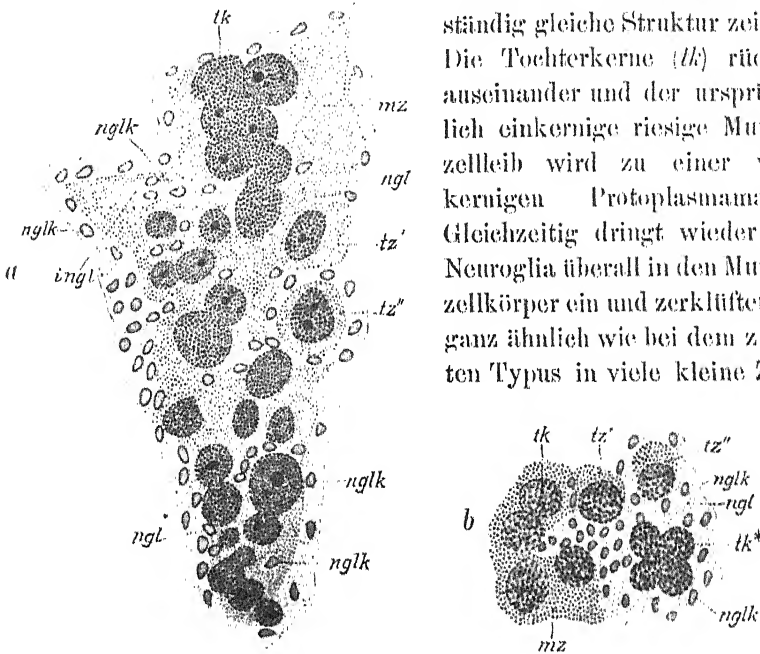 ständig gleiche Struktur zei
Die Tochterkerne (tk) rüc
auseinander und der ursprü
lich einkernige riesige Mu
zellleib wird zu einer v
kernigen Protoplasmama
Gleichzeitig dringt wieder
Neuroglia überall in den Mu
zellkörper ein und zerklüftet
ganz ähnlich wie bei dem z
ten Typus in viele kleine Z
tk
mz
nglk
ngl
nglk
tz'
a
ingl
tz"
nglk
ngl'
nglk
tk
tz'
tz"
nglk
b
ngl
tk*
nglk
mz